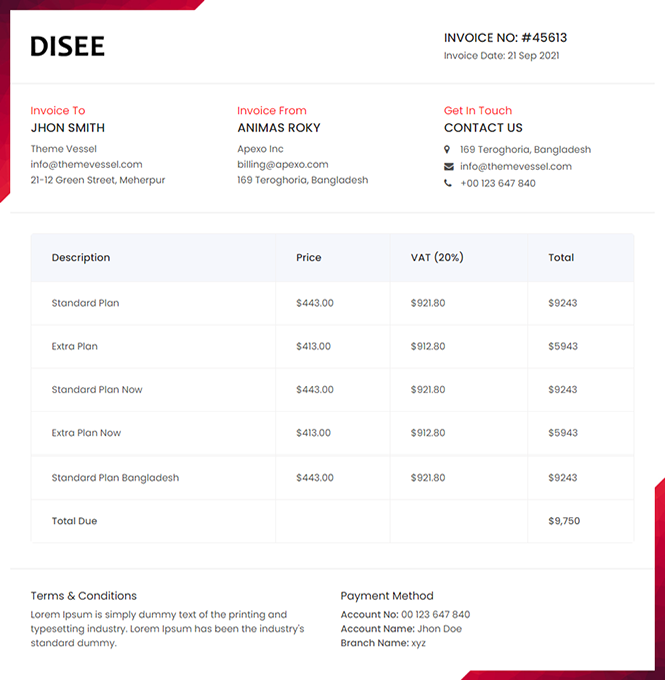 DISEE
INVOICE NO: #45613
Invoice Date: 21 Sep 2021
Invoice To
JHON SMITH
Theme Vessel
info@themevessel.com
21-12 Green Street, Meherpur
Invoice From
ANIMAS ROKY
Apexo Inc
billing@apexo.com
169 Teroghoria, Bangladesh
Get In Touch
CONTACT US
169 Teroghoria, Bangladesh
info@themevessel.com
+00 123 647 840
Description Price VAT (20%) Total
Standard Plan $443.00 $921.80 $9243
Extra Plan $413.00 $912.80 $5943
Standard Plan Now $443.00 $921.80 $9243
Extra Plan Now $413.00 $912.80 $5943
Standard Plan Bangladesh $443.00 $921.80 $9243
Total Due $9,750
Terms & Conditions
Lorem Ipsum is simply dummy text of the printing and
typesetting industry. Lorem Ipsum has been the industry's
standard dummy.
Payment Method
Account No: 00 123 647 840
Account Name: Jhon Doe
Branch Name: xyz